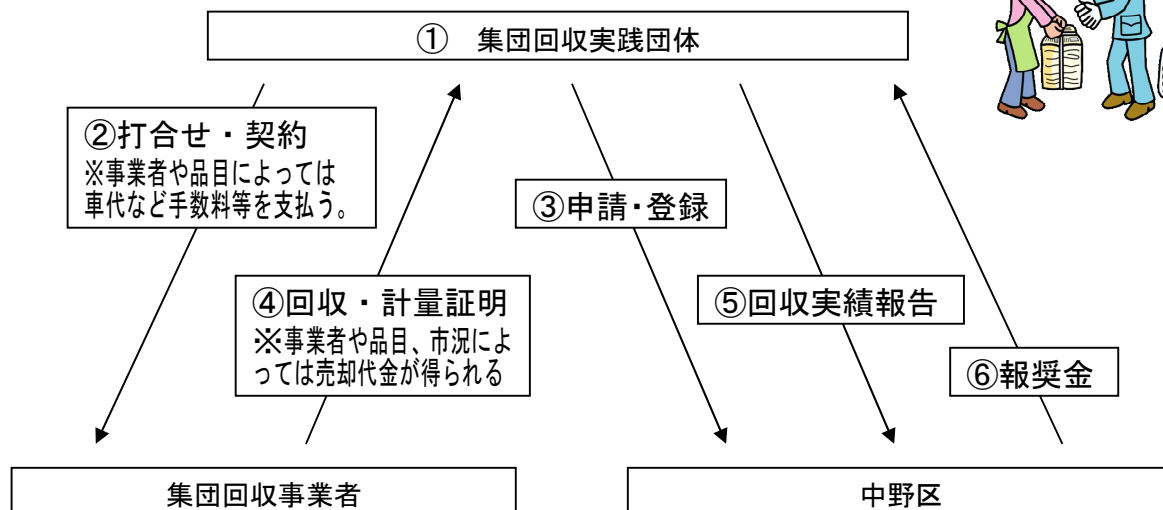 ① 集団回収実践団体
②打合せ・契約
※事業者や品目によっては
車代など手数料等を支払う。
③申請・登録
④回収・計量証明
※事業者や品目、市況によ
っては売却代金が得られる
⑤回収実績報告
⑥報奨金
集団回収事業者
中野区